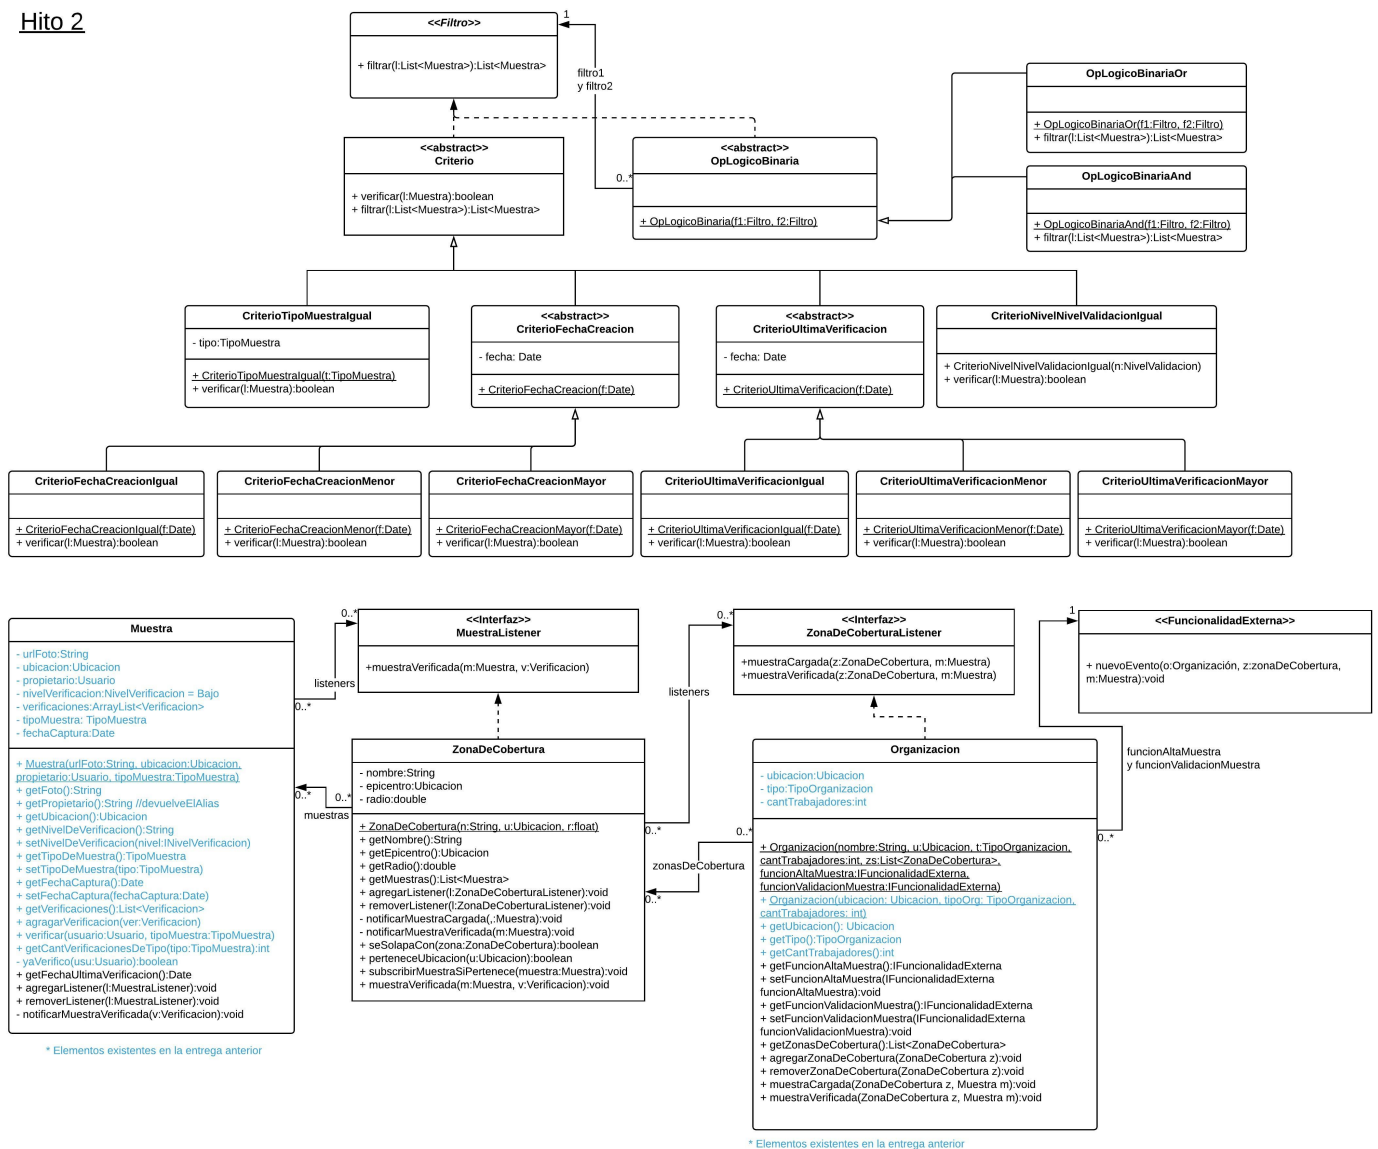 Hito 2
<<Filtro>>
+ filtrar(l:List<Muestra>):List<Muestra>
1
filtro1
y filtro2
0..*
<<abstract>>
Criterio
+ verificar(l:Muestra):boolean
+ filtrar(l:List<Muestra>):List<Muestra>
<<abstract>>
OpLogicoBinaria
+ OpLogicoBinaria(f1:Filtro, f2:Filtro)
OpLogicoBinariaOr
+ OpLogicoBinariaOr(f1:Filtro, f2:Filtro)
+ filtrar(l:List<Muestra>):List<Muestra>
OpLogicoBinariaAnd
+ OpLogicoBinariaAnd(f1:Filtro, f2:Filtro)
+ filtrar(l:List<Muestra>):List<Muestra>
CriterioTipoMuestraIgual
- tipo:TipoMuestra
+ CriterioTipoMuestraIgual(t:TipoMuestra)
+ verificar(l:Muestra):boolean
<<abstract>>
CriterioFechaCreacion
- fecha: Date
+ CriterioFechaCreacion(f:Date)
<<abstract>>
CriterioUltimaVerificacion
- fecha: Date
+ CriterioUltimaVerificacion(f:Date)
CriterioNivelNivelValidacionIgual
+ CriterioNivelNivelValidacionIgual(n:NivelValidacion)
+ verificar(l:Muestra):boolean
CriterioFechaCreacionIgual
+ CriterioFechaCreacionIgual(f:Date)
+ verificar(l:Muestra):boolean
CriterioFechaCreacionMenor
+ CriterioFechaCreacionMenor(f:Date)
+ verificar(l:Muestra):boolean
CriterioFechaCreacionMayor
+ CriterioFechaCreacionMayor(f:Date)
+ verificar(l:Muestra):boolean
CriterioUltimaVerificacionIgual
+ CriterioUltimaVerificacionIgual(f:Date)
+ verificar(l:Muestra):boolean
CriterioUltimaVerificacionMenor
+ CriterioUltimaVerificacionMenor(f:Date)
+ verificar(l:Muestra):boolean
CriterioUltimaVerificacionMayor
+ CriterioUltimaVerificacionMayor(f:Date)
+ verificar(l:Muestra):boolean
Muestra
- urlFoto:String
- ubicacion:Ubicacion
- propietario:Usuario
- nivelVerificacion:NivelVerificacion = Bajo
- verificaciones:ArrayList<Verificacion>
- tipoMuestra: TipoMuestra
- fechaCaptura:Date
+ Muestra(urlFoto:String, ubicacion:Ubicacion,
propietario:Usuario, tipoMuestra:TipoMuestra)
+ getFoto():String
+ getPropietario():String //devuelveElAlias
+ getUbicacion():Ubicacion
+ getNivelDeVerificacion():String
+ setNivelDeVerificacion(nivel:INivelVerificacion)
+ getTipoDeMuestra():TipoMuestra
+ setTipoDeMuestra(tipo:TipoMuestra)
+ getFechaCaptura():Date
+ setFechaCaptura(fechaCaptura:Date)
+ getVerificaciones():List<Verificacion>
+ agragarVerificacion(ver:Verificacion)
+ verificar(usuario:Usuario, tipoMuestra:TipoMuestra)
+ getCantVerificacionesDeTipo(tipo:TipoMuestra):int
- yaVerifico(usu:Usuario):boolean
+ getFechaUltimaVerificacion():Date
+ agregarListener(l:MuestraListener):void
+ removerListener(l:MuestraListener):void
- notificarMuestraVerificada(v:Verificacion):void
* Elementos existentes en la entrega anterior
0..*
listeners
0..*
<<Interfaz>>
MuestraListener
+muestraVerificada(m:Muestra, v:Verificacion)
0..*
0..*
muestras
ZonaDeCobertura
- nombre:String
- epicentro:Ubicacion
- radio:double
+ ZonaDeCobertura(n:String, u:Ubicacion, r:float)
+ getNombre():String
+ getEpicentro():Ubicacion
+ getRadio():double
+ getMuestras():List<Muestra>
+ agregarListener(l:ZonaDeCoberturaListener):void
+ removerListener(l:ZonaDeCoberturaListener):void
- notificarMuestraCargada(,:Muestra):void
- notificarMuestraVerificada(m:Muestra):void
+ seSolapaCon(zona:ZonaDeCobertura):boolean
+ perteneceUbicacion(u:Ubicacion):boolean
+ subscribirMuestraSiPertenece(muestra:Muestra):void
+ muestraVerificada(m:Muestra, v:Verificacion):void
0..*
listeners
0..*
0..*
zonasDeCobertura
0..*
<<Interfaz>>
ZonaDeCoberturaListener
+muestraCargada(z:ZonaDeCobertura, m:Muestra)
+muestraVerificada(z:ZonaDeCobertura, m:Muestra)
Organizacion
- ubicacion:Ubicacion
- tipo:TipoOrganizacion
- cantTrabajadores:int
+ Organizacion(nombre:String, u:Ubicacion, t:TipoOrganizacion,
cantTrabajadores:int, zs:List<ZonaDeCobertura>,
funcionAltaMuestra:IFuncionalidadExterna,
funcionValidacionMuestra:IFuncionalidadExterna)
+ Organizacion(ubicacion: Ubicacion, tipoOrg: TipoOrganizacion,
cantTrabajadores: int)
+ getUbicacion(): Ubicacion
+ getTipo():TipoOrganizacion
+ getCantTrabajadores():int
+ getFuncionAltaMuestra():IFuncionalidadExterna
+ setFuncionAltaMuestra(IFuncionalidadExterna
funcionAltaMuestra):void
+ getFuncionValidacionMuestra():IFuncionalidadExterna
+ setFuncionValidacionMuestra(IFuncionalidadExterna
funcionValidacionMuestra):void
+ getZonasDeCobertura():List<ZonaDeCobertura>
+ agregarZonaDeCobertura(ZonaDeCobertura z):void
+ removerZonaDeCobertura(ZonaDeCobertura z):void
+ muestraCargada(ZonaDeCobertura z, Muestra m):void
+ muestraVerificada(ZonaDeCobertura z, Muestra m):void
* Elementos existentes en la entrega anterior
1
<<FuncionalidadExterna>>
+ nuevoEvento(o:Organización, z:zonaDeCobertura,
m:Muestra):void
funcionAltaMuestra
y funcionValidacionMuestra
0..*